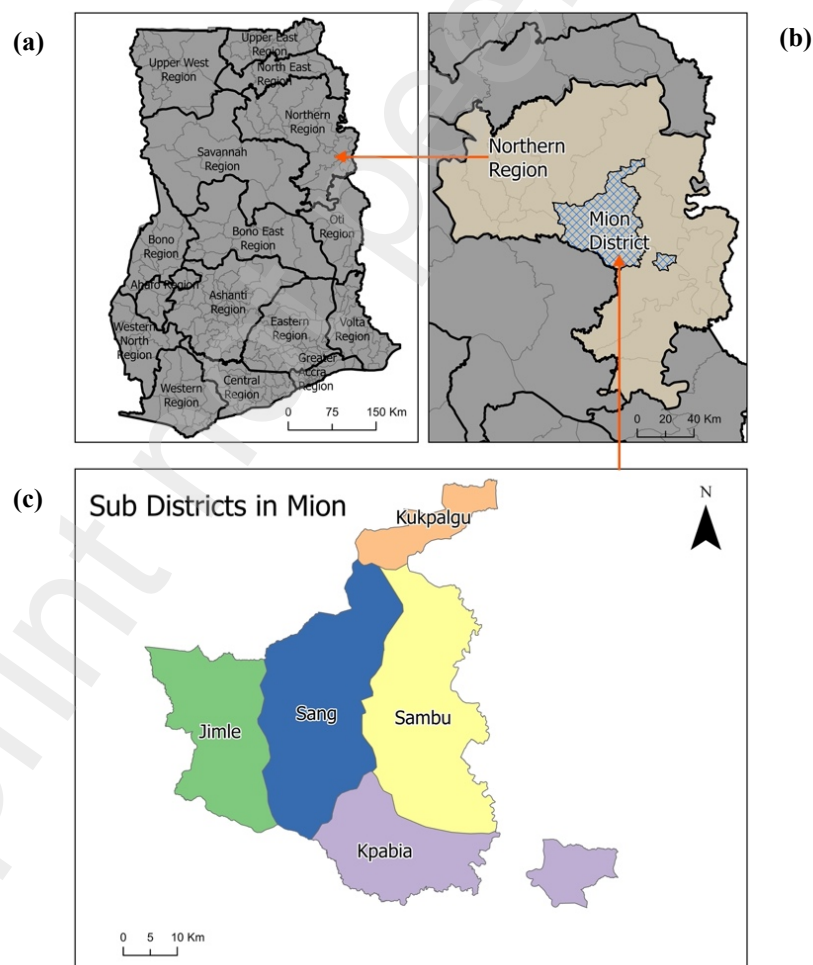 (a)
Upper East
Region
Upper West
Region
North East
Region
Northern
Region
Savannah
Region
Bono
Region
Bono East
Region
Oti
Region
Ahafo Region
Ashanti
Region
Western
North
Region
Eastern
Region
Volta
Region
Greater
Accra
Region
Central
Region
Western
Region
0 75 150 Km
(b)
Northern
Region
Mion
District
0 20 40 Km
(c)
Sub Districts in Mion
N
Kukpalgu
Jimle
Sang
Sambu
Kpabia
0 5 10 Km